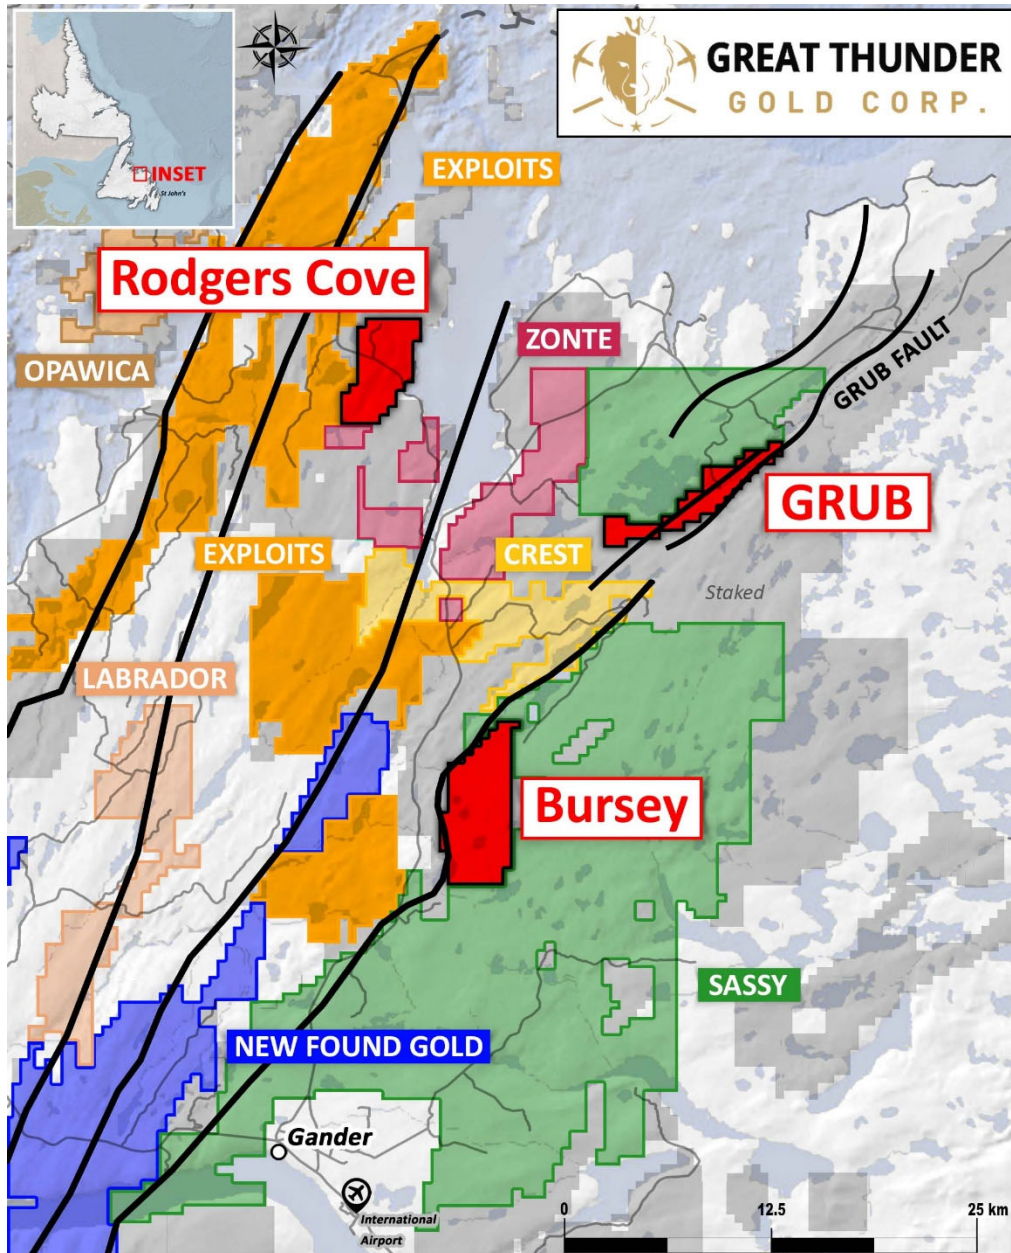 GREAT THUNDER
GOLD CORP.
INSET
St John's
EXPLOITS
Rodgers Cove
ZONTE
OPAWICA
GRUB FAULT
GRUB
EXPLOITS
CREST
Staked
LABRADOR
Bursey
SASSY
NEW FOUND GOLD
Gander
International
Airport
0
12.5
25 km